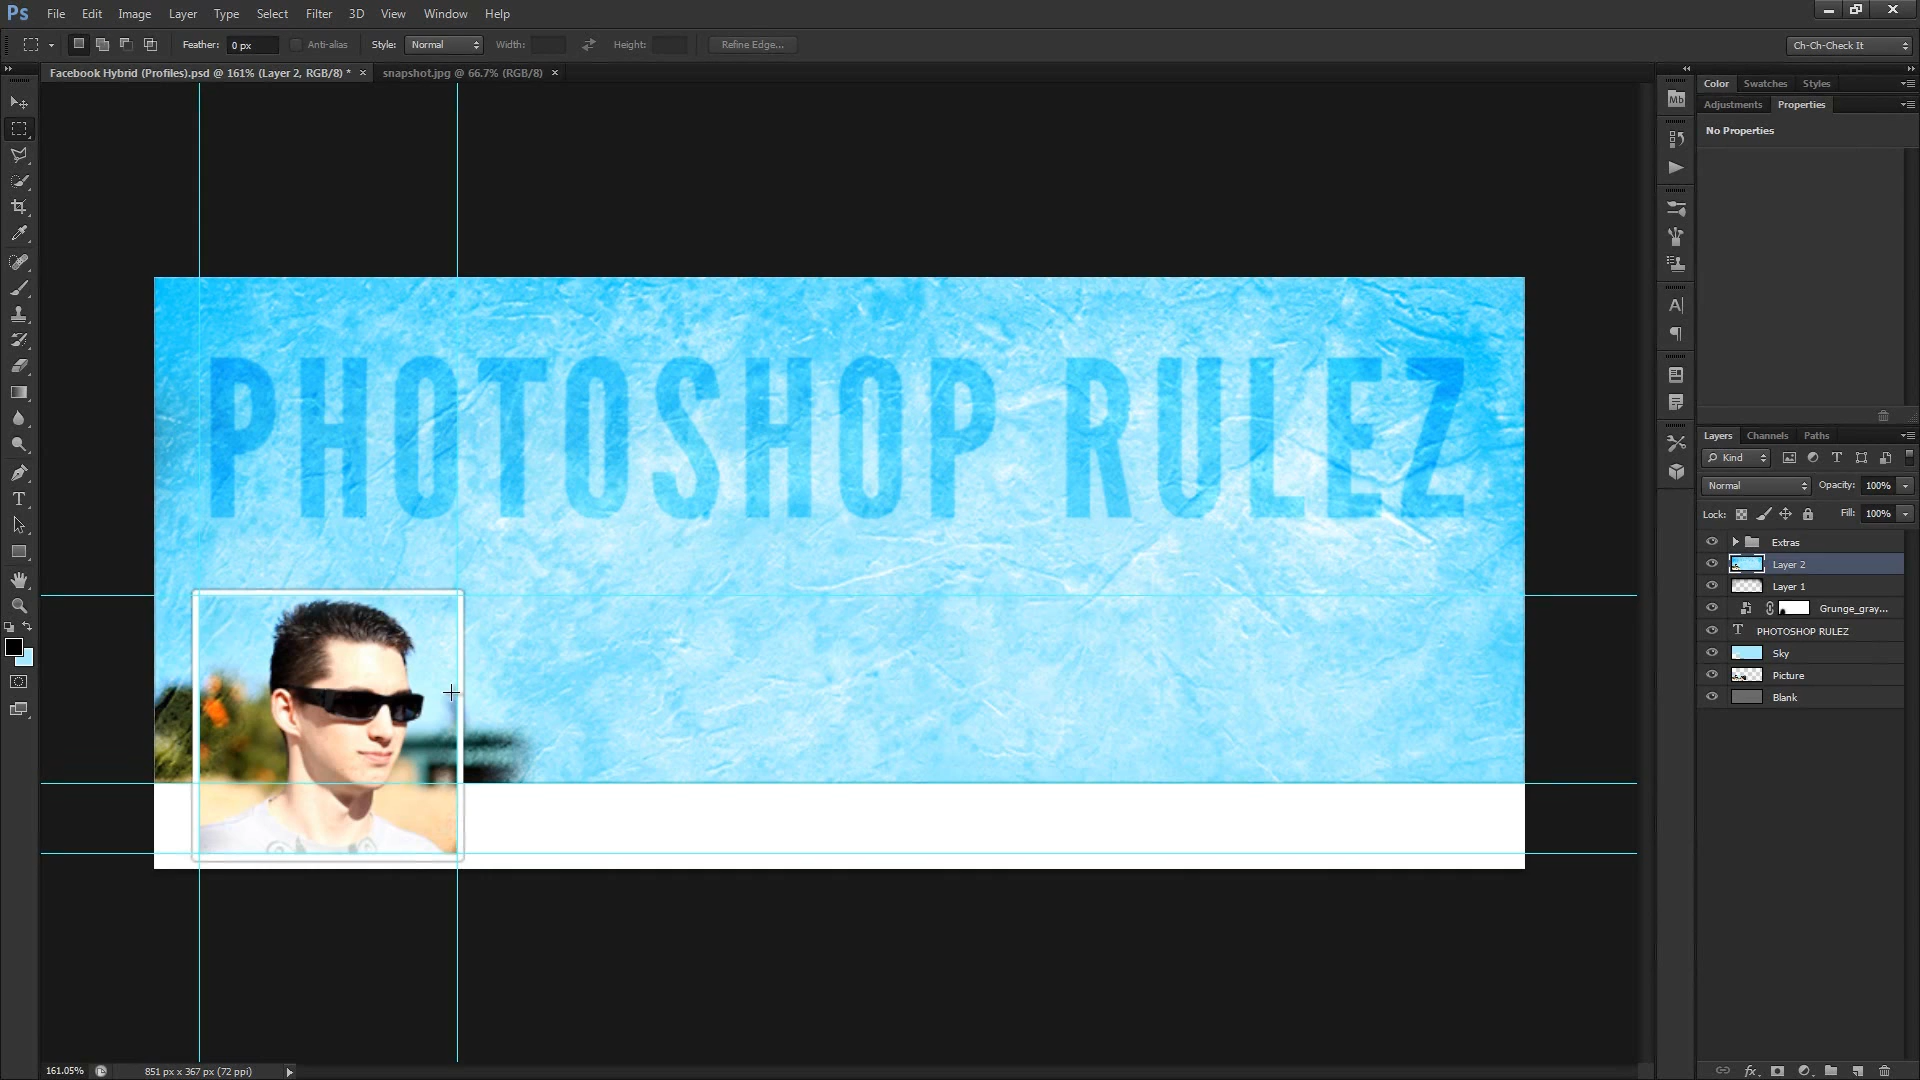 Ps File Edit Image Layer Type Select Filter 3D View Window Help
Feather: 0 px Anti-alias Style: Normal Width: Height: Refine Edge... Ch-Ch-Check It
Facebook Hybrid (Profiles).psd @ 161% (Layer 2, RGB/8) * × snapshot.jpg @ 66.7% (RGB/8) ×
Color Swatches Styles
Mb
Adjustments Properties
No Properties
PHOTOSHOP RULEZ
Layers Channels Paths
Kind
Normal Opacity: 100%
Lock: Fill: 100%
Extras
Layer 2
Layer 1
Grunge_gray...
T PHOTOSHOP RULEZ
Sky
Picture
Blank
161.05% 851 px x 367 px (72 ppi)
fx